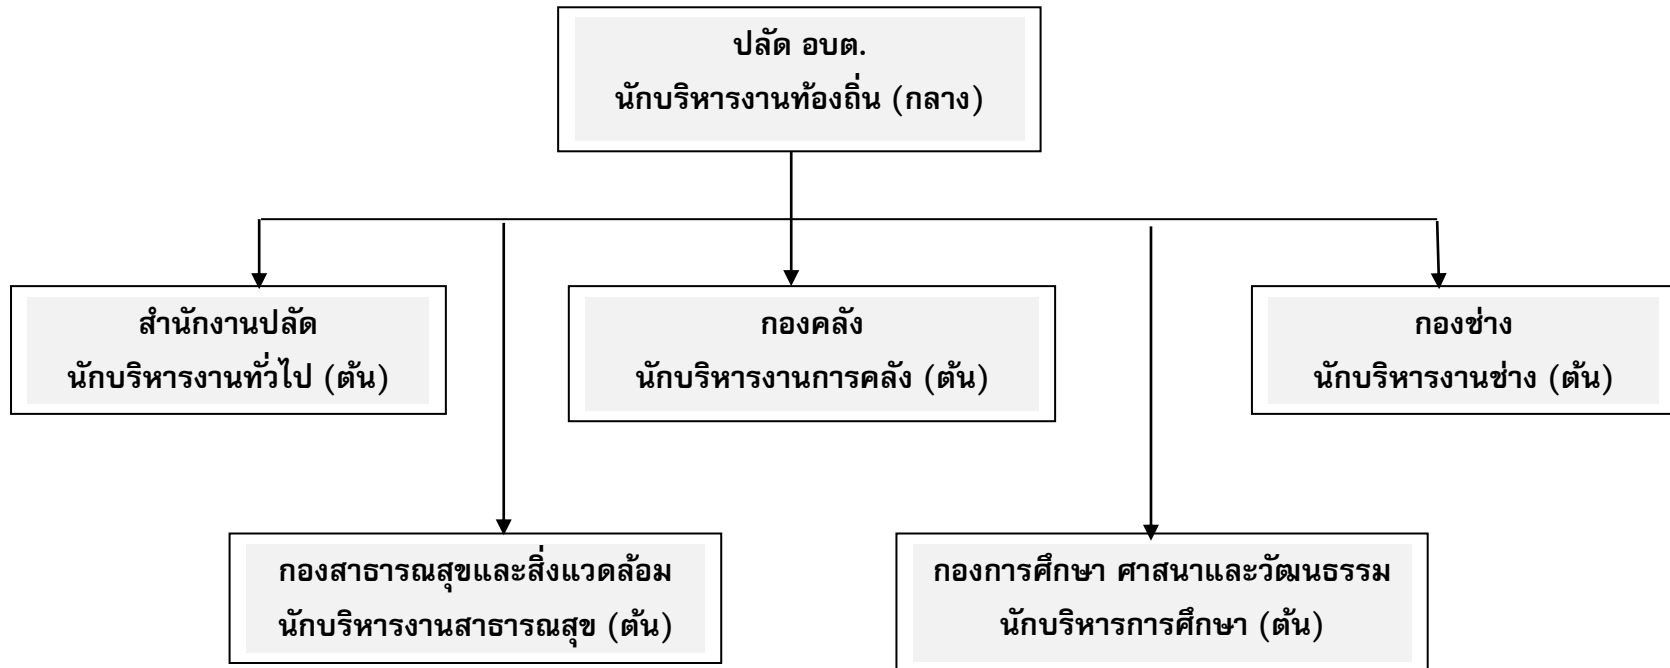 ปลัด อบต.
นักบริหารงานท้องถิ่น (กลาง)
สำนักงานปลัด
นักบริหารงานทั่วไป (ต้น)
กองคลัง
นักบริหารงานการคลัง (ต้น)
กองช่าง
นักบริหารงานช่าง (ต้น)
กองสาธารณสุขและสิ่งแวดล้อม
นักบริหารงานสาธารณสุข (ต้น)
กองการศึกษา ศาสนาและวัฒนธรรม
นักบริหารการศึกษา (ต้น)